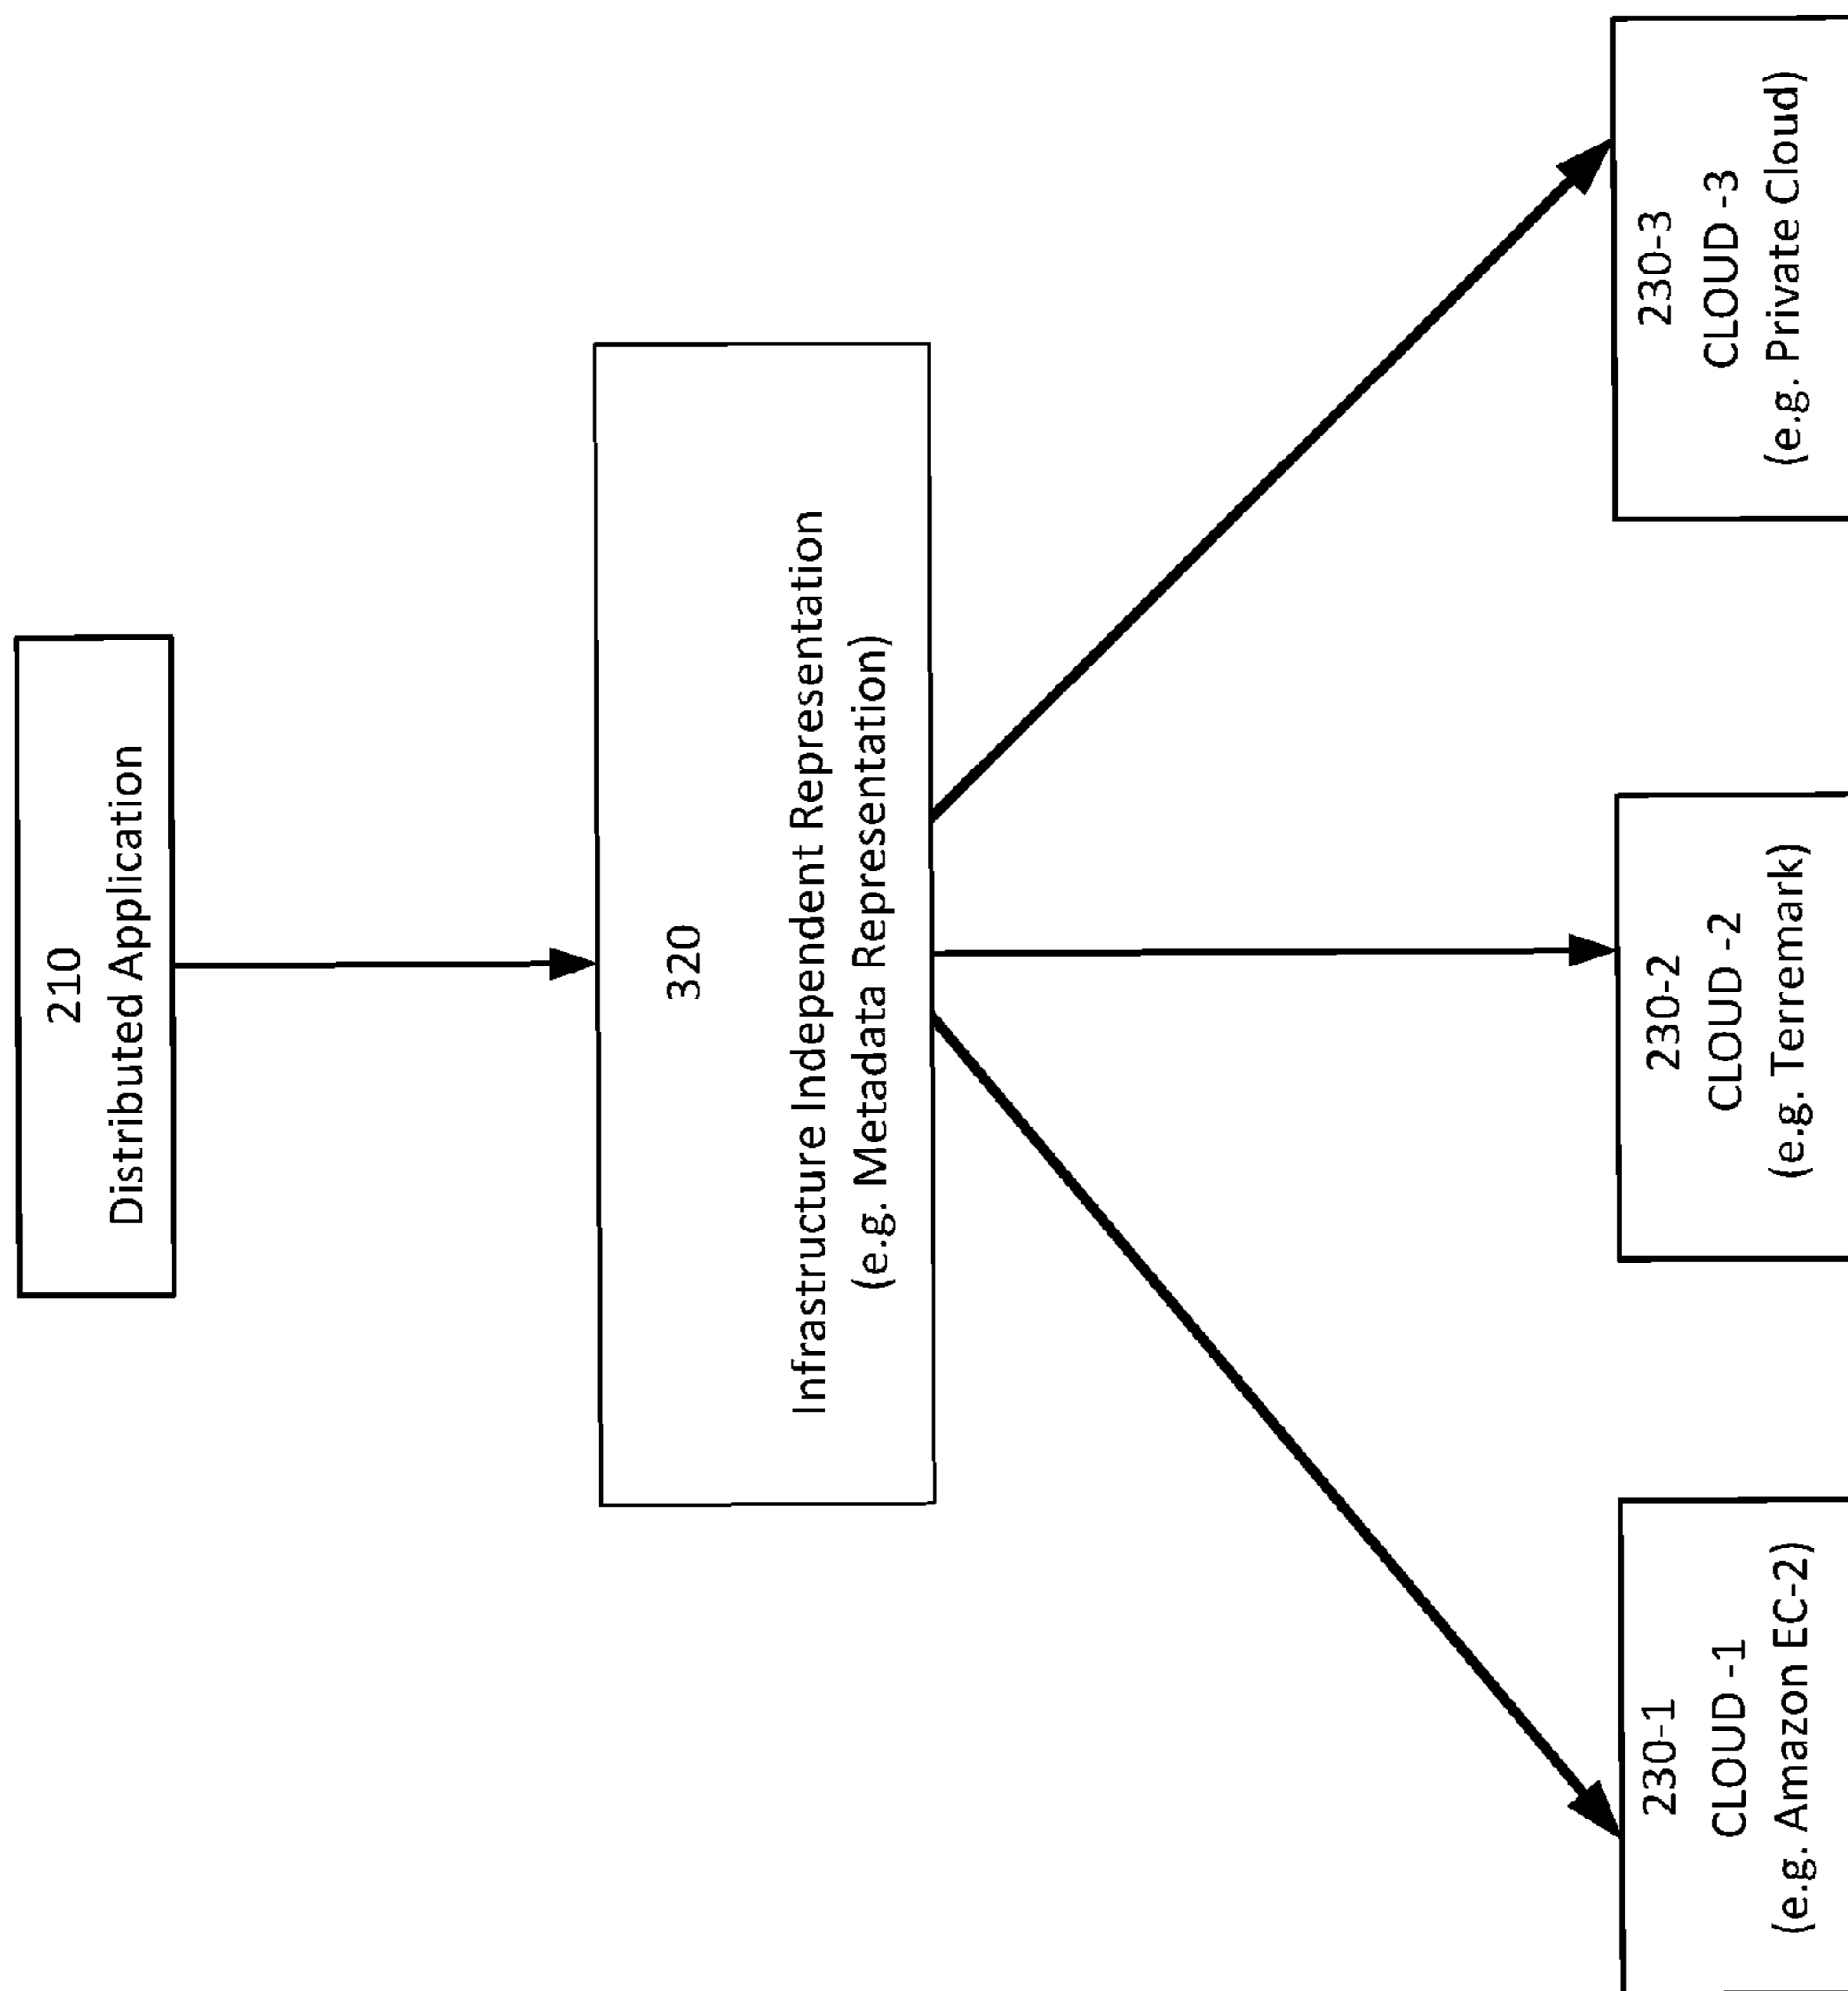 210
Distributed Application
320
Infrastructure Independent Representation
(e.g. Metadata Representation)
230-1
CLOUD -1
(e.g. Amazon EC-2)
230-2
CLOUD -2
(e.g. Terremark)
230-3
CLOUD -3
(e.g. Private Cloud)